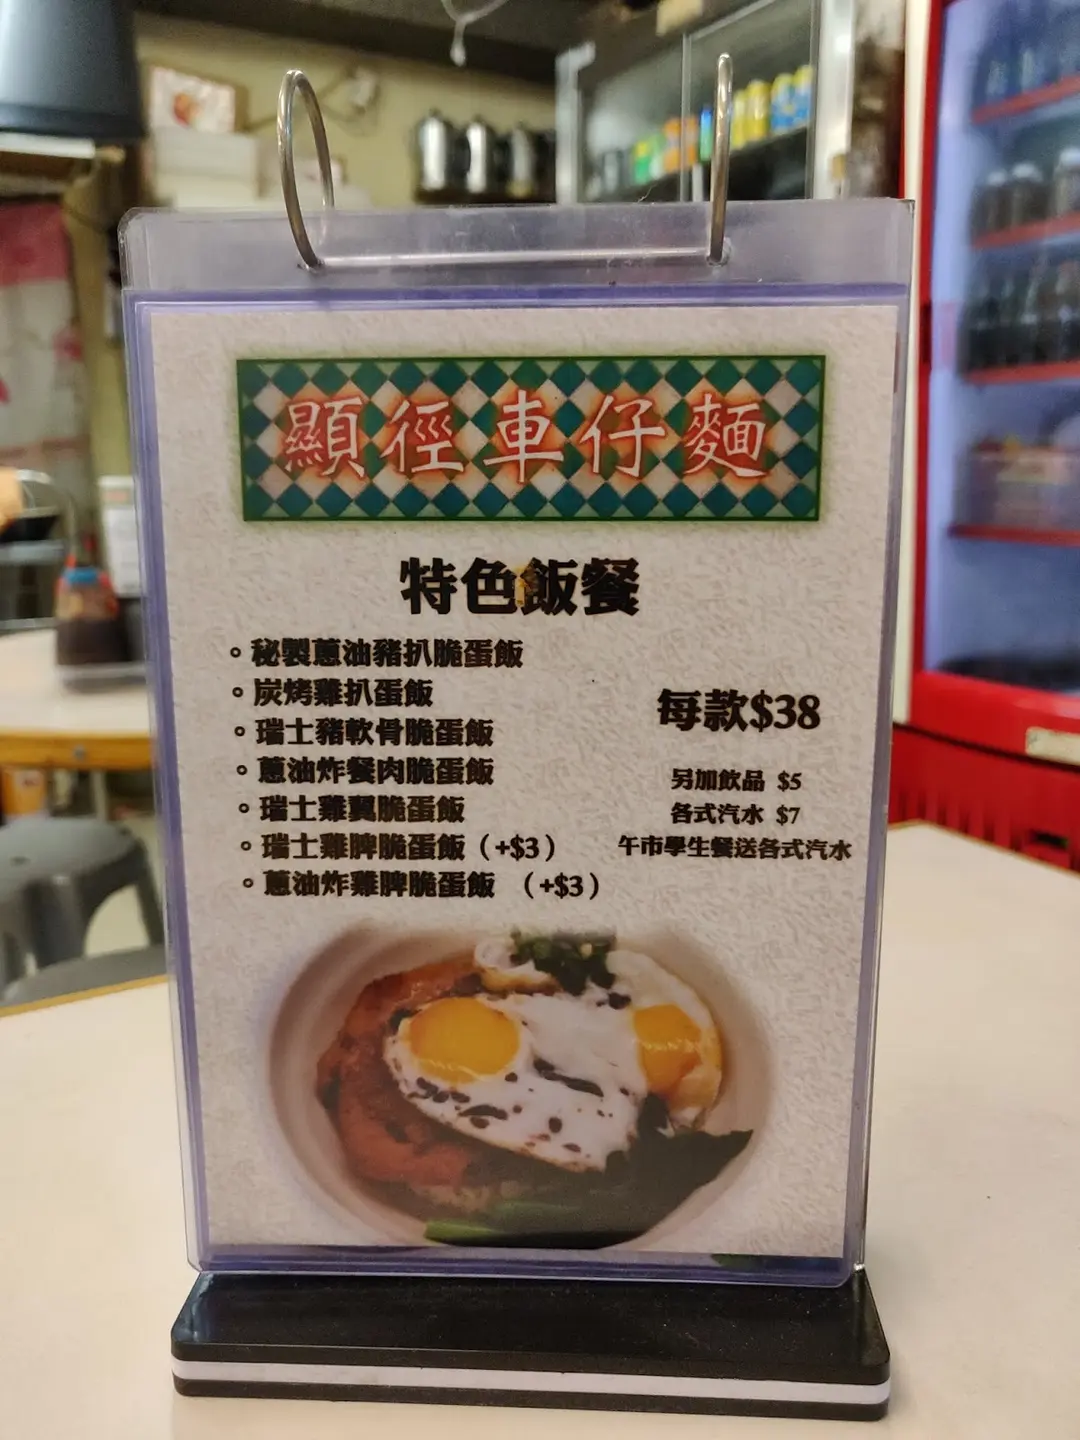 顯徑車仔麵
特色飯餐
。秘製蔥油豬扒脆蛋飯
。炭烤雞扒蛋飯
。瑞士豬軟骨脆蛋飯
。蔥油炸餐肉脆蛋飯
。瑞士雞翼脆蛋飯
。瑞士雞脾脆蛋飯（+$3）
。蔥油炸雞脾脆蛋飯 （+$3）
每款$38
另加飲品 $5
各式汽水 $7
午市學生餐送各式汽水